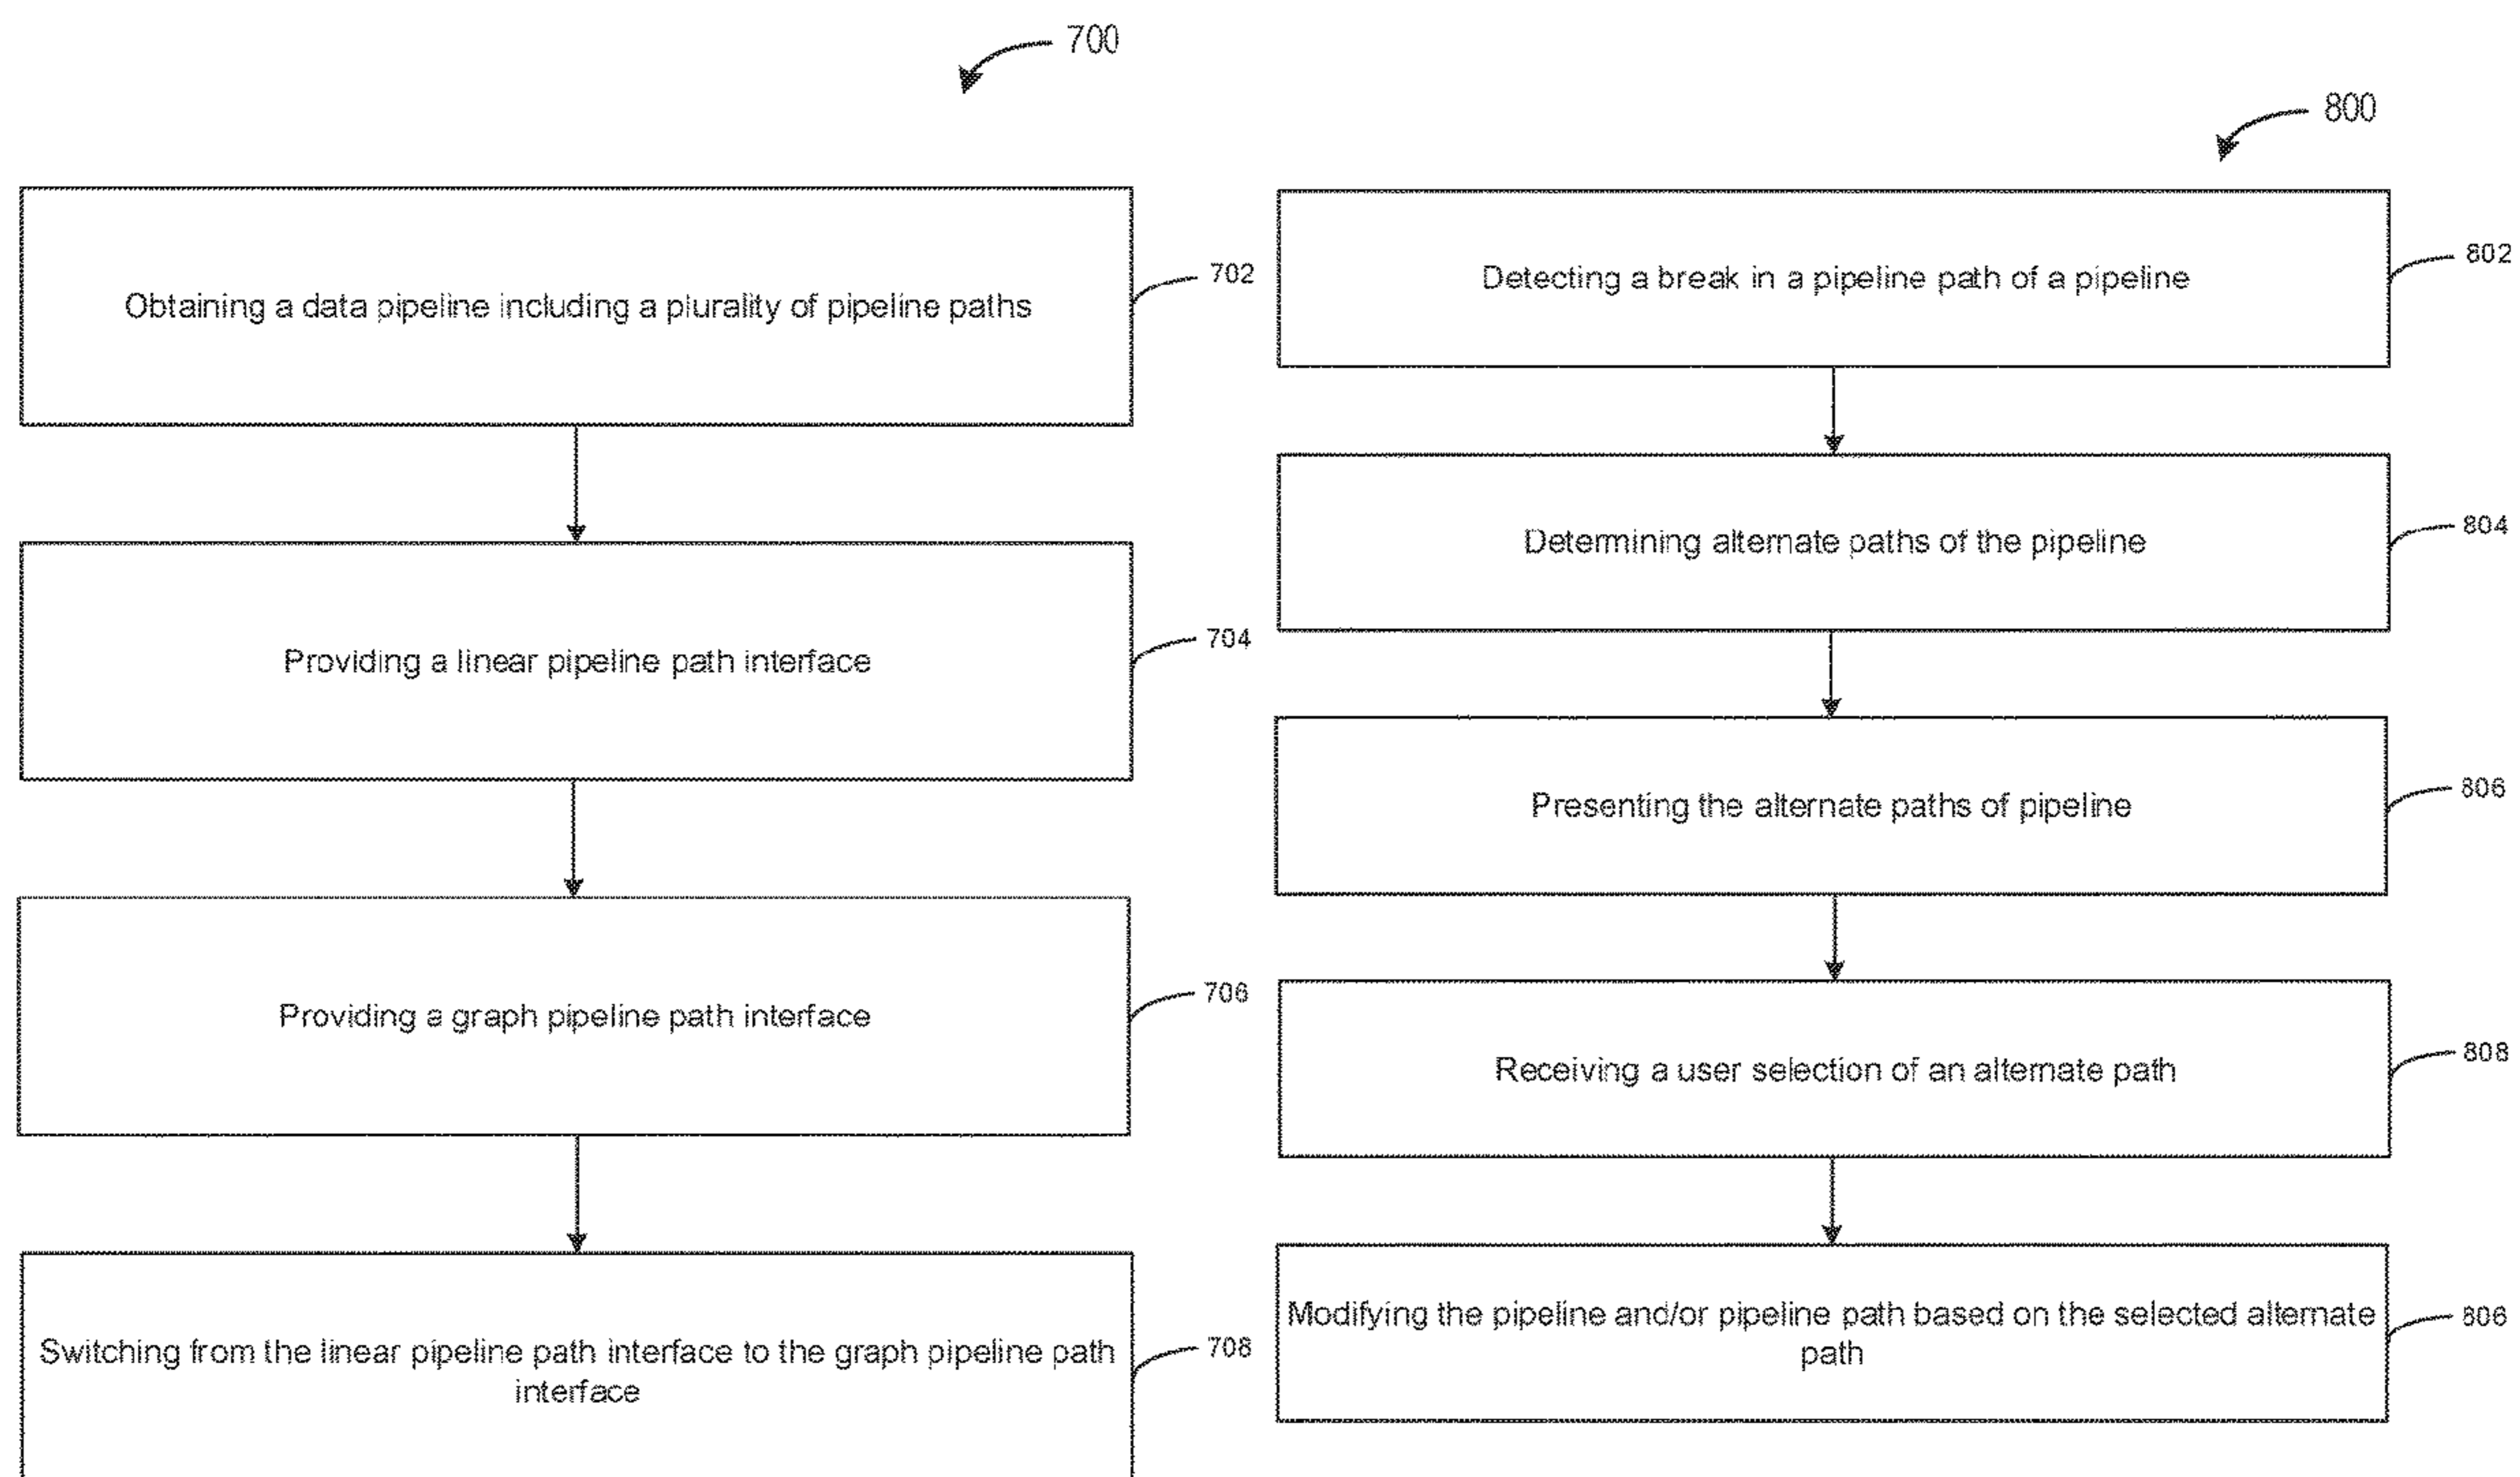 700
Obtaining a data pipeline including a plurality of pipeline paths
702
Providing a linear pipeline path interface
704
Providing a graph pipeline path interface
706
Switching from the linear pipeline path interface to the graph pipeline path
interface
708
800
Detecting a break in a pipeline path of a pipeline
802
Determining alternate paths of the pipeline
804
Presenting the alternate paths of pipeline
806
Receiving a user selection of an alternate path
808
Modifying the pipeline and/or pipeline path based on the selected alternate
path
806